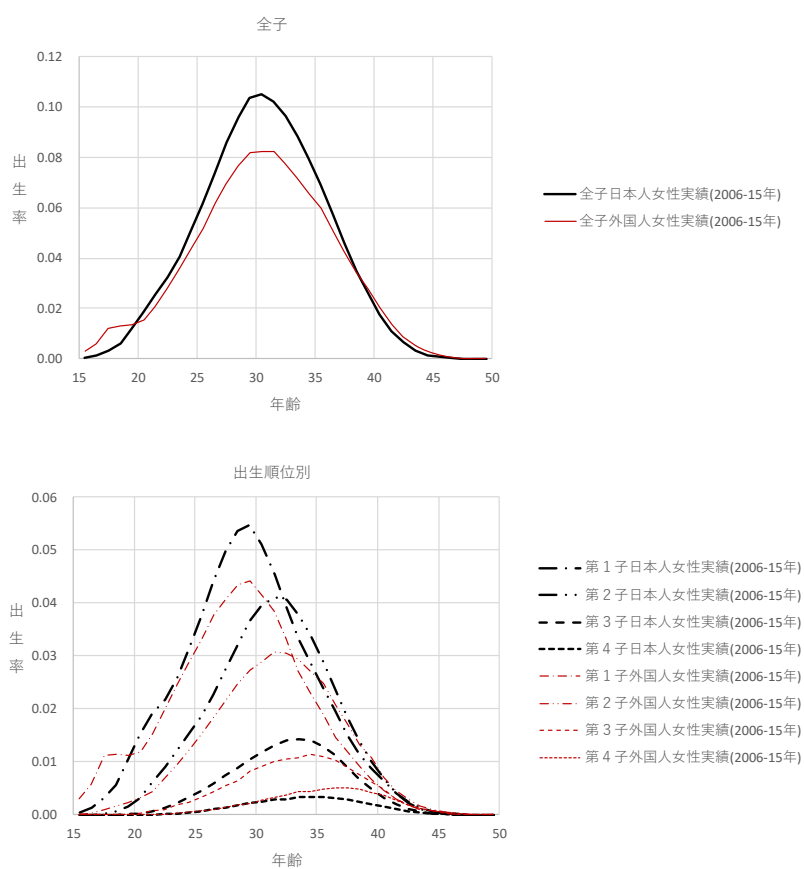 全子
0.12
0.10
0.08
0.06
0.04
0.02
0.00
出生率
15 20 25 30 35 40 45 50
年齢
全子日本人女性実績(2006-15年)
全子外国人女性実績(2006-15年)
出生順位別
0.06
0.05
0.04
0.03
0.02
0.01
0.00
出生率
15 20 25 30 35 40 45 50
年齢
第１子日本人女性実績(2006-15年)
第２子日本人女性実績(2006-15年)
第３子日本人女性実績(2006-15年)
第４子日本人女性実績(2006-15年)
第１子外国人女性実績(2006-15年)
第２子外国人女性実績(2006-15年)
第３子外国人女性実績(2006-15年)
第４子外国人女性実績(2006-15年)